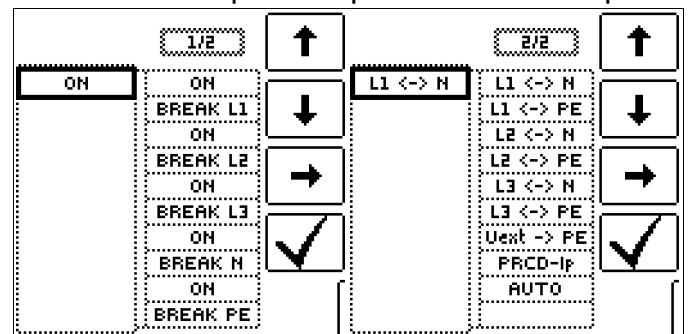 1/2
ON
ON
BREAK L1
ON
BREAK L2
ON
BREAK L3
ON
BREAK N
ON
BREAK PE
2/2
L1 <-> N
L1 <-> N
L1 <-> PE
L2 <-> N
L2 <-> PE
L3 <-> N
L3 <-> PE
Uext -> PE
PRCD-Ip
AUTO